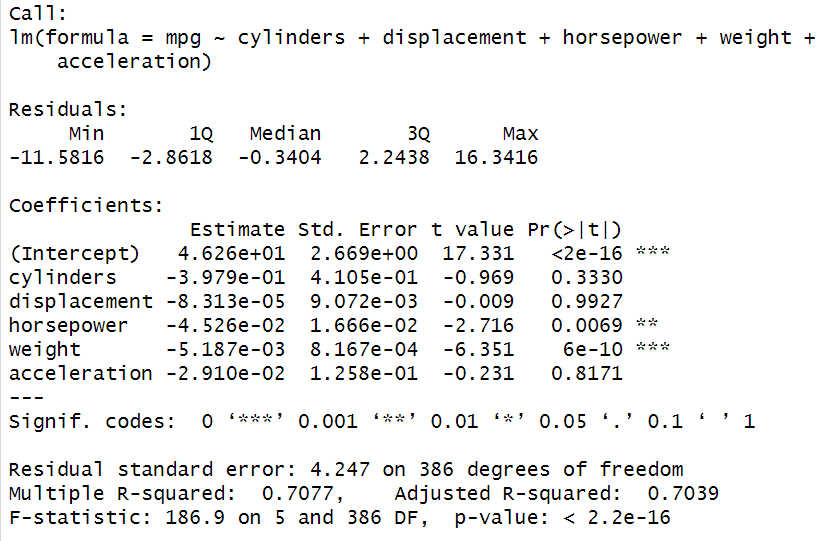 Call:
lm(formula = mpg ~ cylinders + displacement + horsepower + weight +
    acceleration)
Residuals:
     Min       1Q   Median       3Q      Max
-11.5816  -2.8618  -0.3404   2.2438  16.3416
Coefficients:
               Estimate Std. Error t value Pr(>|t|)
(Intercept)   4.626e+01  2.669e+00  17.331   <2e-16 ***
cylinders    -3.979e-01  4.105e-01  -0.969   0.3330
displacement -8.313e-05  9.072e-03  -0.009   0.9927
horsepower   -4.526e-02  1.666e-02  -2.716   0.0069 **
weight       -5.187e-03  8.167e-04  -6.351    6e-10 ***
acceleration -2.910e-02  1.258e-01  -0.231   0.8171
---
Signif. codes:  0 ‘***’ 0.001 ‘**’ 0.01 ‘*’ 0.05 ‘.’ 0.1 ‘ ’ 1
Residual standard error: 4.247 on 386 degrees of freedom
Multiple R-squared:  0.7077,    Adjusted R-squared:  0.7039
F-statistic: 186.9 on 5 and 386 DF,  p-value: < 2.2e-16